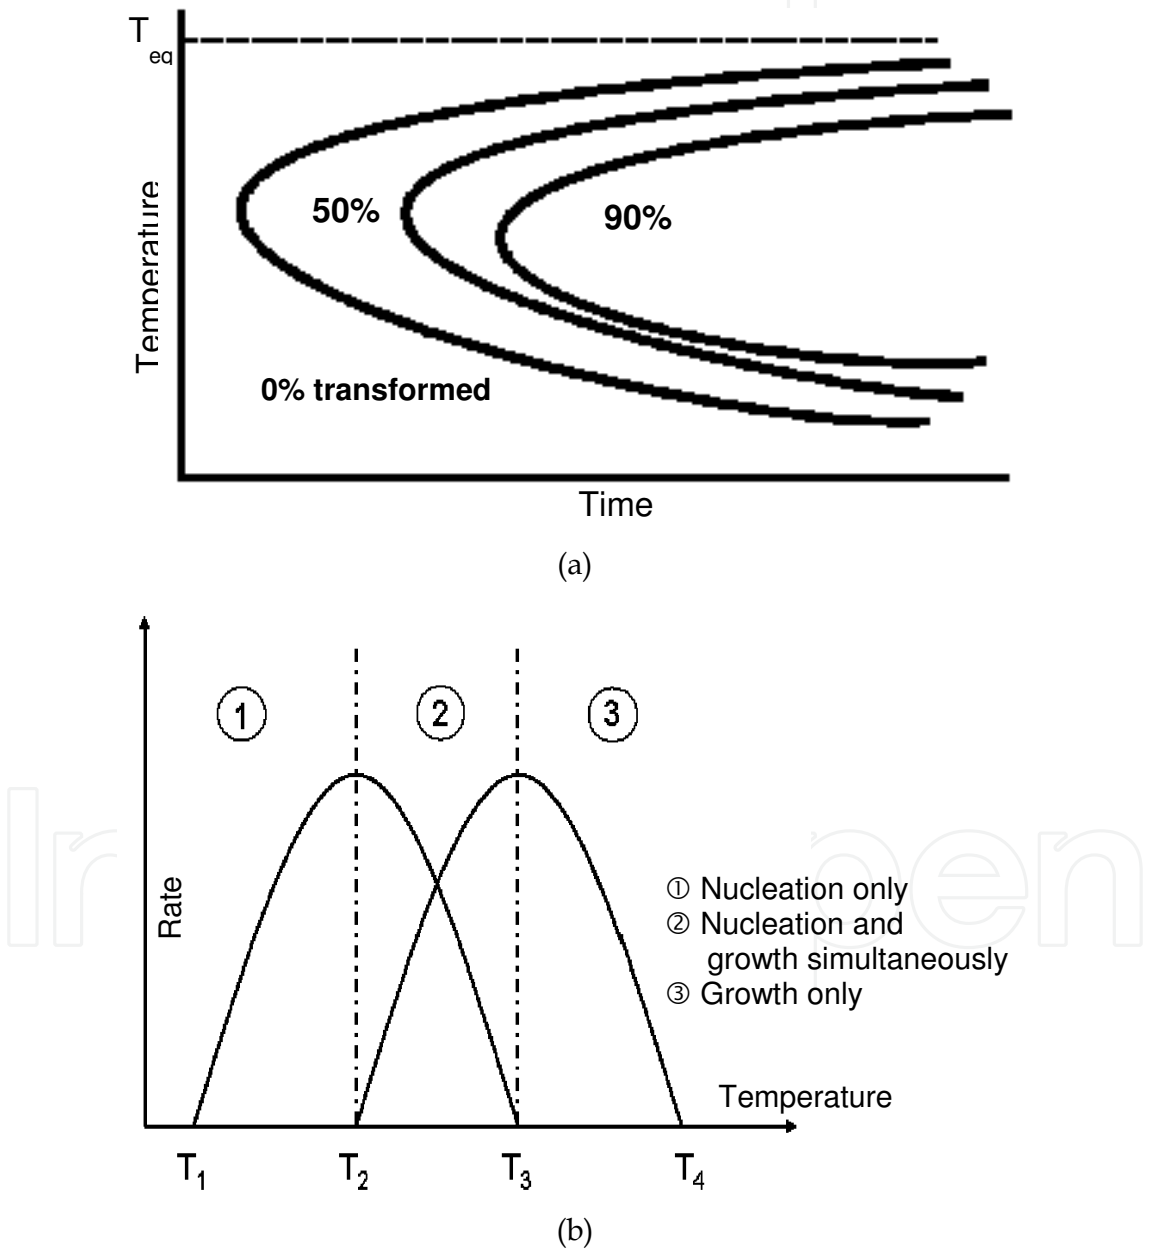 T
eq
50%
90%
Temperature
0% transformed
Time
(a)
1
2
3
Rate
① Nucleation only
② Nucleation and
growth simultaneously
③ Growth only
Temperature
T1 T2 T3 T4
(b)
pen